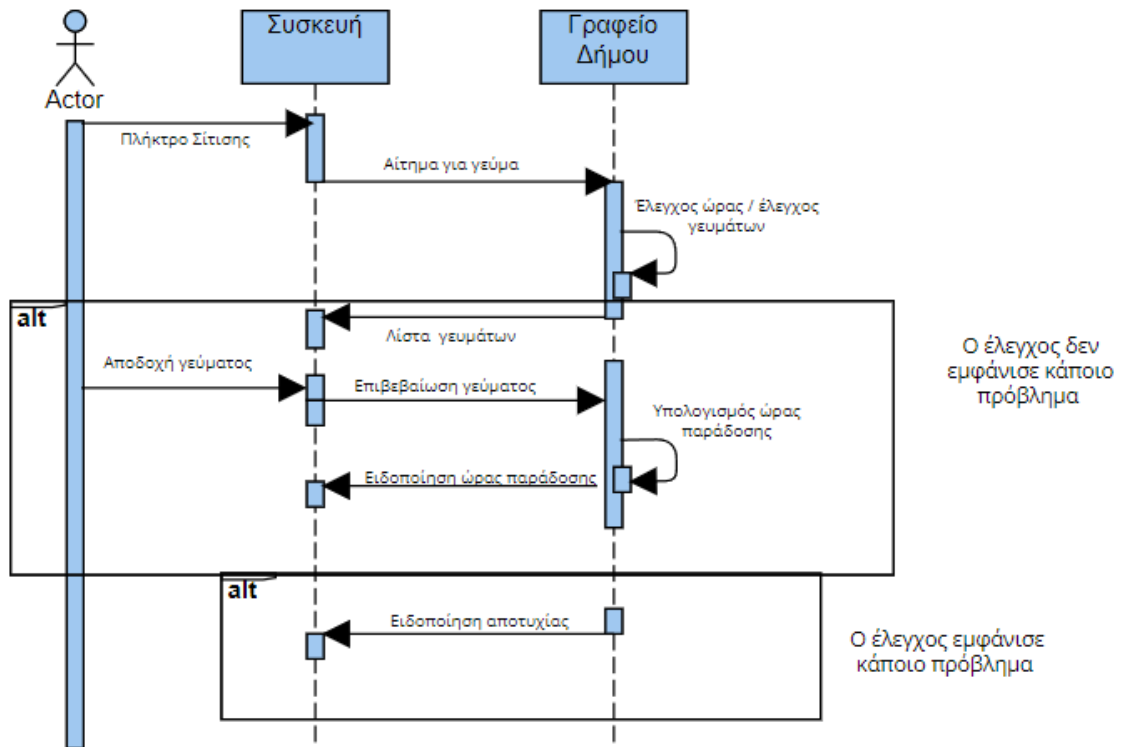 Συσκευή
Γραφείο
Δήμου
Actor
Πλήκτρο Σίτισης
Αίτημα για γεύμα
Έλεγχος ώρας / έλεγχος
γευμάτων
alt
Λίστα γευμάτων
Ο έλεγχος δεν
εμφάνισε κάποιο
πρόβλημα
Αποδοχή γεύματος
Επιβεβαίωση γεύματος
Υπολογισμός ώρας
παράδοσης
Ειδοποίηση ώρας παράδοσης
alt
Ειδοποίηση αποτυχίας
Ο έλεγχος εμφάνισε
κάποιο πρόβλημα